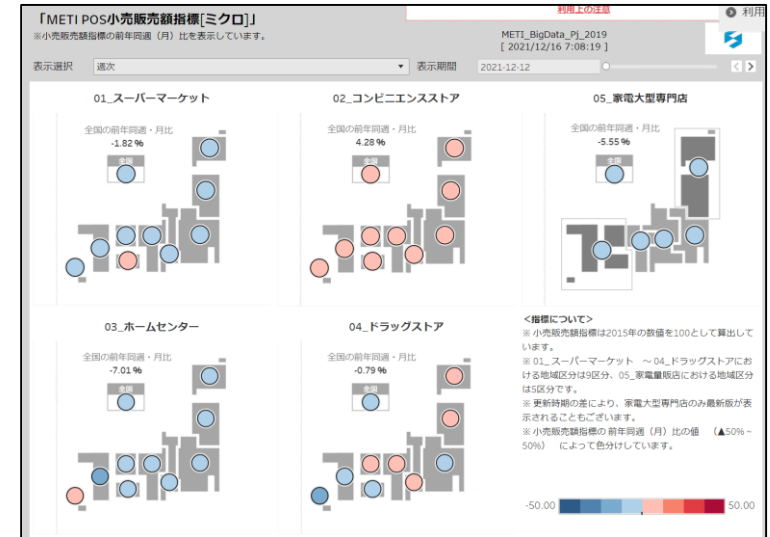 「METI POS小売販売額指標[ミクロ]」
利用上の注意
利用
※小売販売額指標の前年同週（月）比を表示しています。
METI_BigData_Pj_2019
[ 2021/12/16 7:08:19 ]
表示選択 週次 表示期間 2021-12-12
01_スーパーマーケット
全国の前年同週・月比
-1.82 %
全国
02_コンビニエンスストア
全国の前年同週・月比
4.28 %
全国
05_家電大型専門店
全国の前年同週・月比
-5.55 %
全国
03_ホームセンター
全国の前年同週・月比
-7.01 %
全国
04_ドラッグストア
全国の前年同週・月比
-0.79 %
全国
<指標について>
※ 小売販売額指標は2015年の数値を100として算出して
います。
※ 01_ スーパーマーケット ～ 04_ドラッグストアにお
ける地域区分は9区分、05_家電量販店における地域区分
は5区分です。
※ 更新時期の差により、家電大型専門店のみ最新版が表
示されることもございます。
※ 小売販売額指標の 前年同週（月）比の値 （▲50% ~
50%） によって色分けしています。
-50.00 50.00